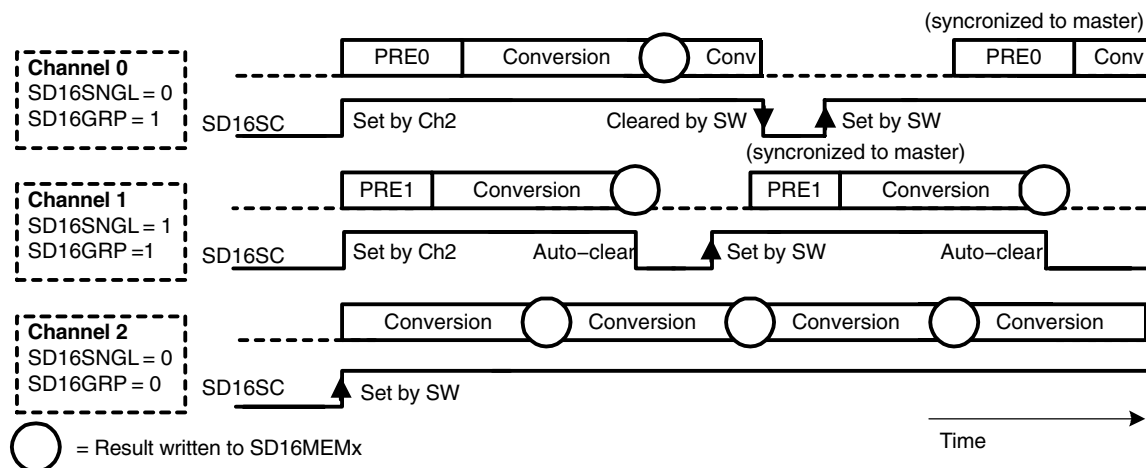 (syncronized to master)
PRE0 Conversion Conv PRE0 Conv
Channel 0
SD16SNGL = 0
SD16GRP = 1
SD16SC Set by Ch2 Cleared by SW Set by SW
(syncronized to master)
PRE1 Conversion PRE1 Conversion
Channel 1
SD16SNGL = 1
SD16GRP =1
SD16SC Set by Ch2 Auto−clear Set by SW Auto−clear
Conversion Conversion Conversion Conversion
Channel 2
SD16SNGL = 0
SD16GRP = 0
SD16SC Set by SW
= Result written to SD16MEMx
Time